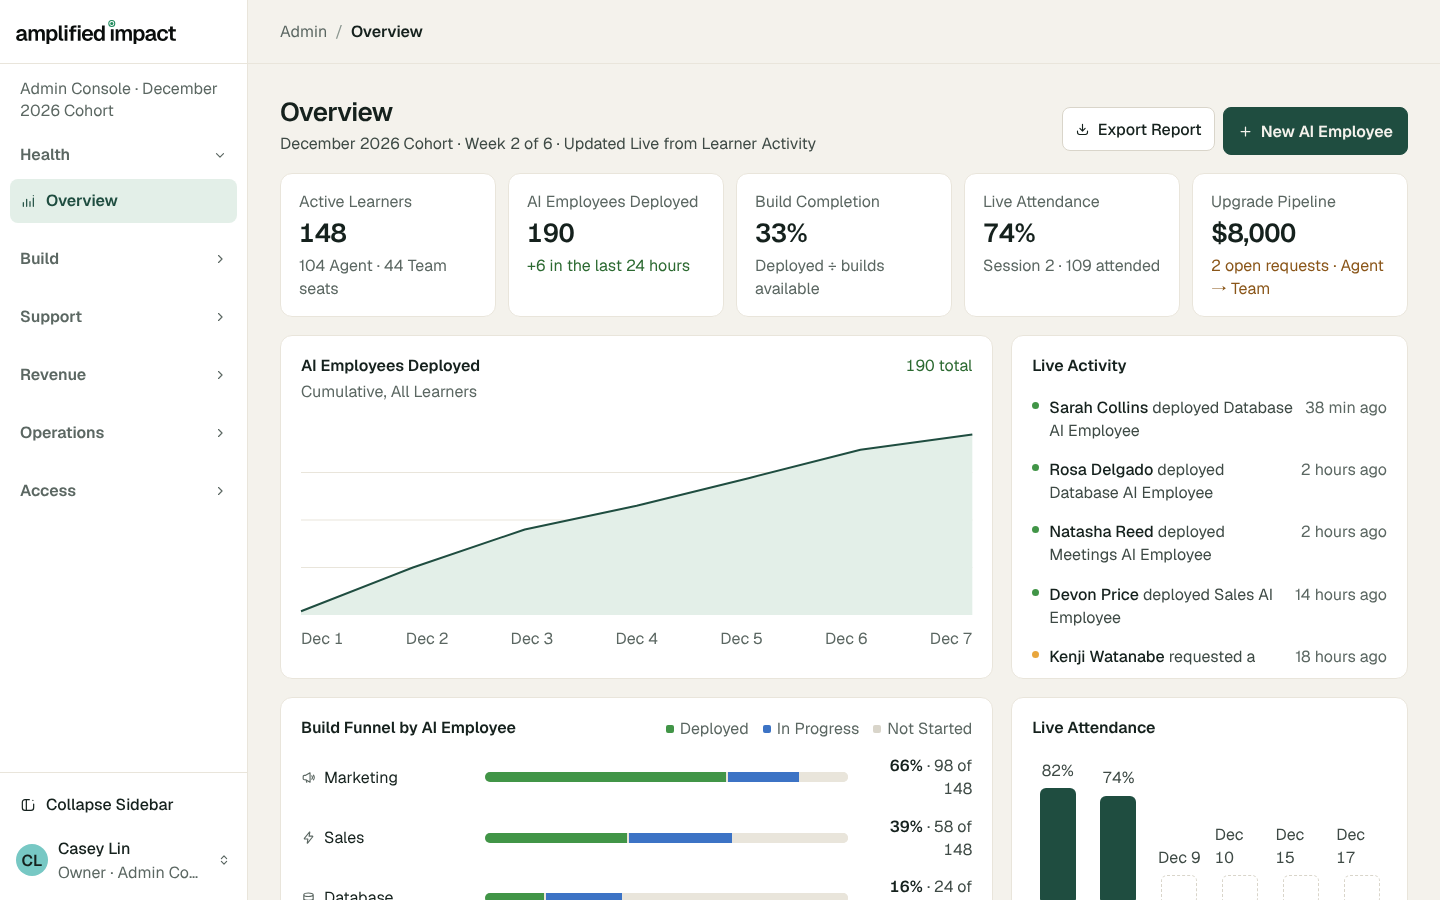 amplified impact
Admin Console · December
2026 Cohort
Health
Overview
Build
Support
Revenue
Operations
Access
Collapse Sidebar
CL
Casey Lin
Owner · Admin Co...
Admin / Overview
Overview
December 2026 Cohort · Week 2 of 6 · Updated Live from Learner Activity
Export Report
+ New AI Employee
Active Learners
148
104 Agent · 44 Team
seats
AI Employees Deployed
190
+6 in the last 24 hours
Build Completion
33%
Deployed ÷ builds
available
Live Attendance
74%
Session 2 · 109 attended
Upgrade Pipeline
$8,000
2 open requests · Agent
→ Team
AI Employees Deployed
190 total
Cumulative, All Learners
Dec 1 Dec 2 Dec 3 Dec 4 Dec 5 Dec 6 Dec 7
Live Activity
Sarah Collins deployed Database 38 min ago
AI Employee
Rosa Delgado deployed 2 hours ago
Database AI Employee
Natasha Reed deployed 2 hours ago
Meetings AI Employee
Devon Price deployed Sales AI 14 hours ago
Employee
Kenji Watanabe requested a 18 hours ago
Build Funnel by AI Employee
Deployed In Progress Not Started
Marketing 66% · 98 of
148
Sales 39% · 58 of
148
Database 16% · 24 of
Live Attendance
82% 74%
Dec 9
Dec
10
Dec
15
Dec
17